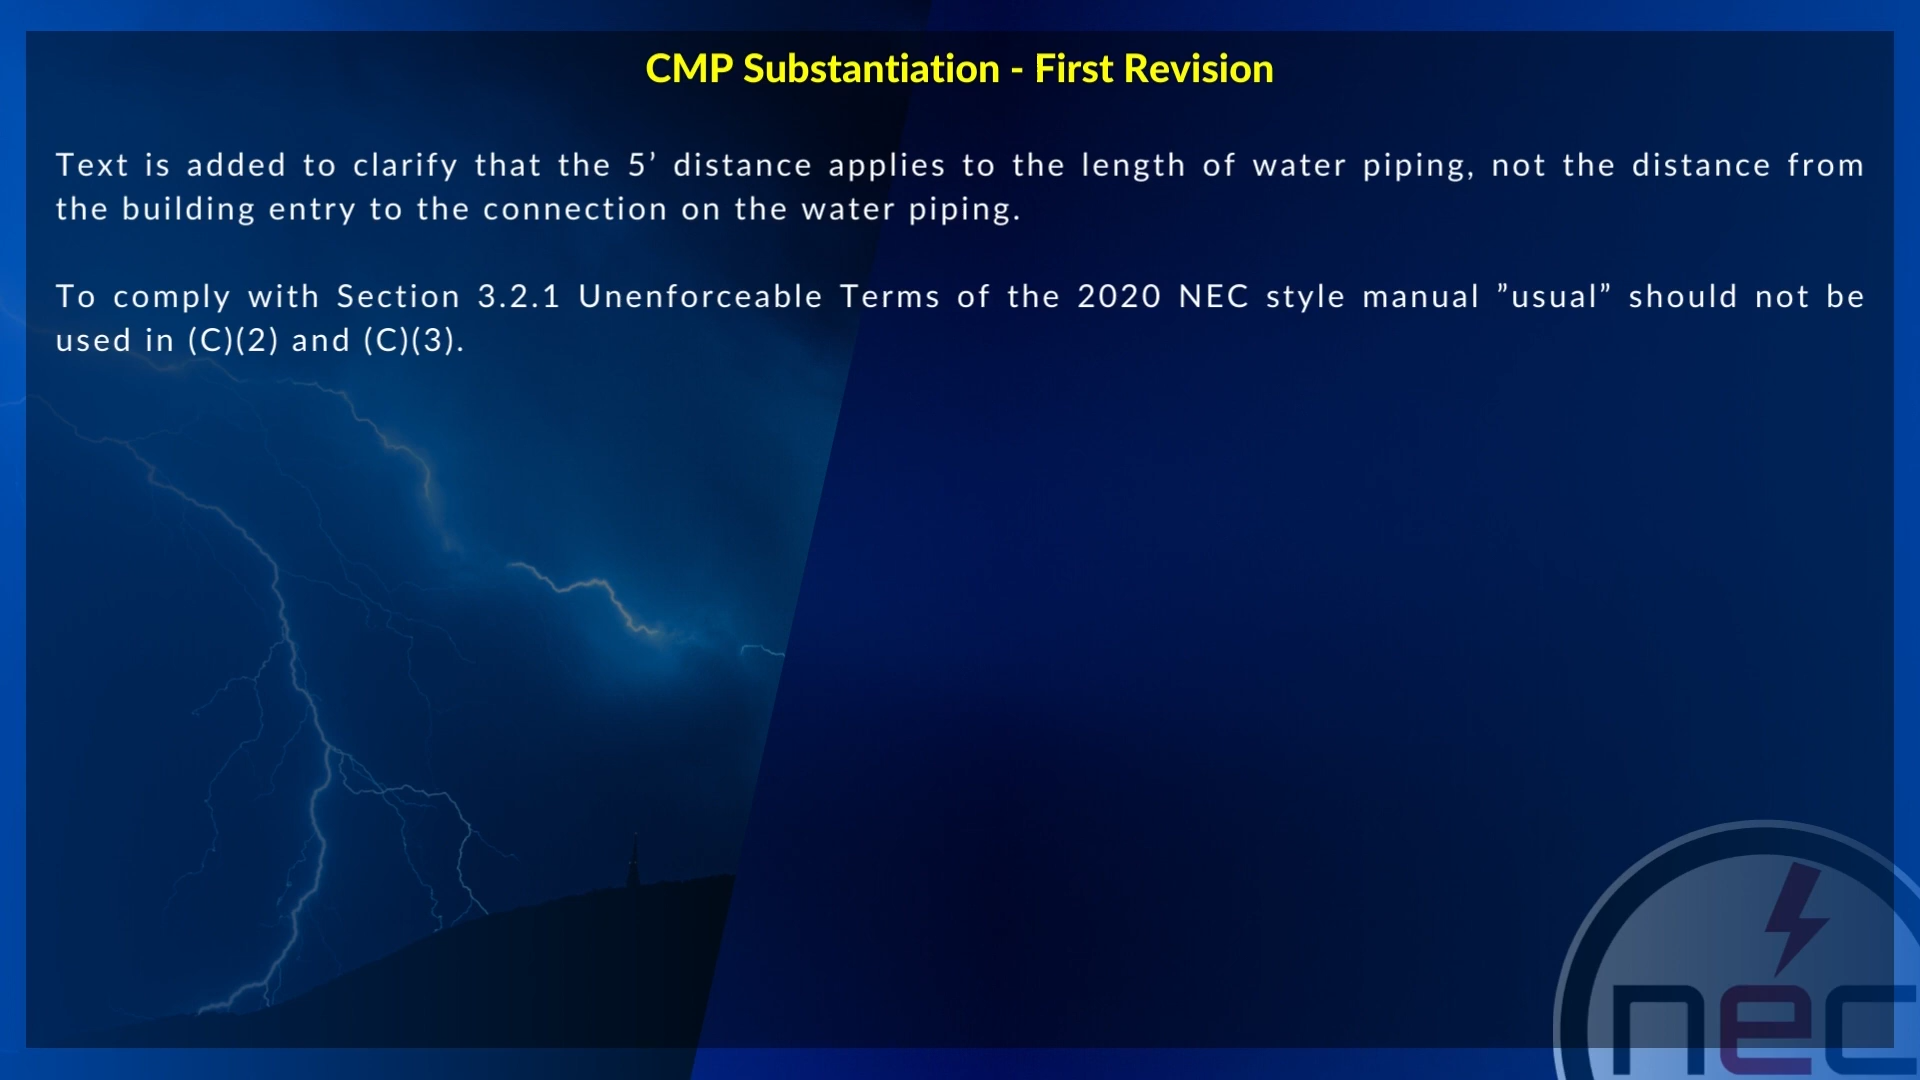 CMP Substantiation - First Revision
Text is added to clarify that the 5’ distance applies to the length of water piping, not the distance from
the building entry to the connection on the water piping.
To comply with Section 3.2.1 Unenforceable Terms of the 2020 NEC style manual ”usual” should not be
used in (C)(2) and (C)(3).
nec